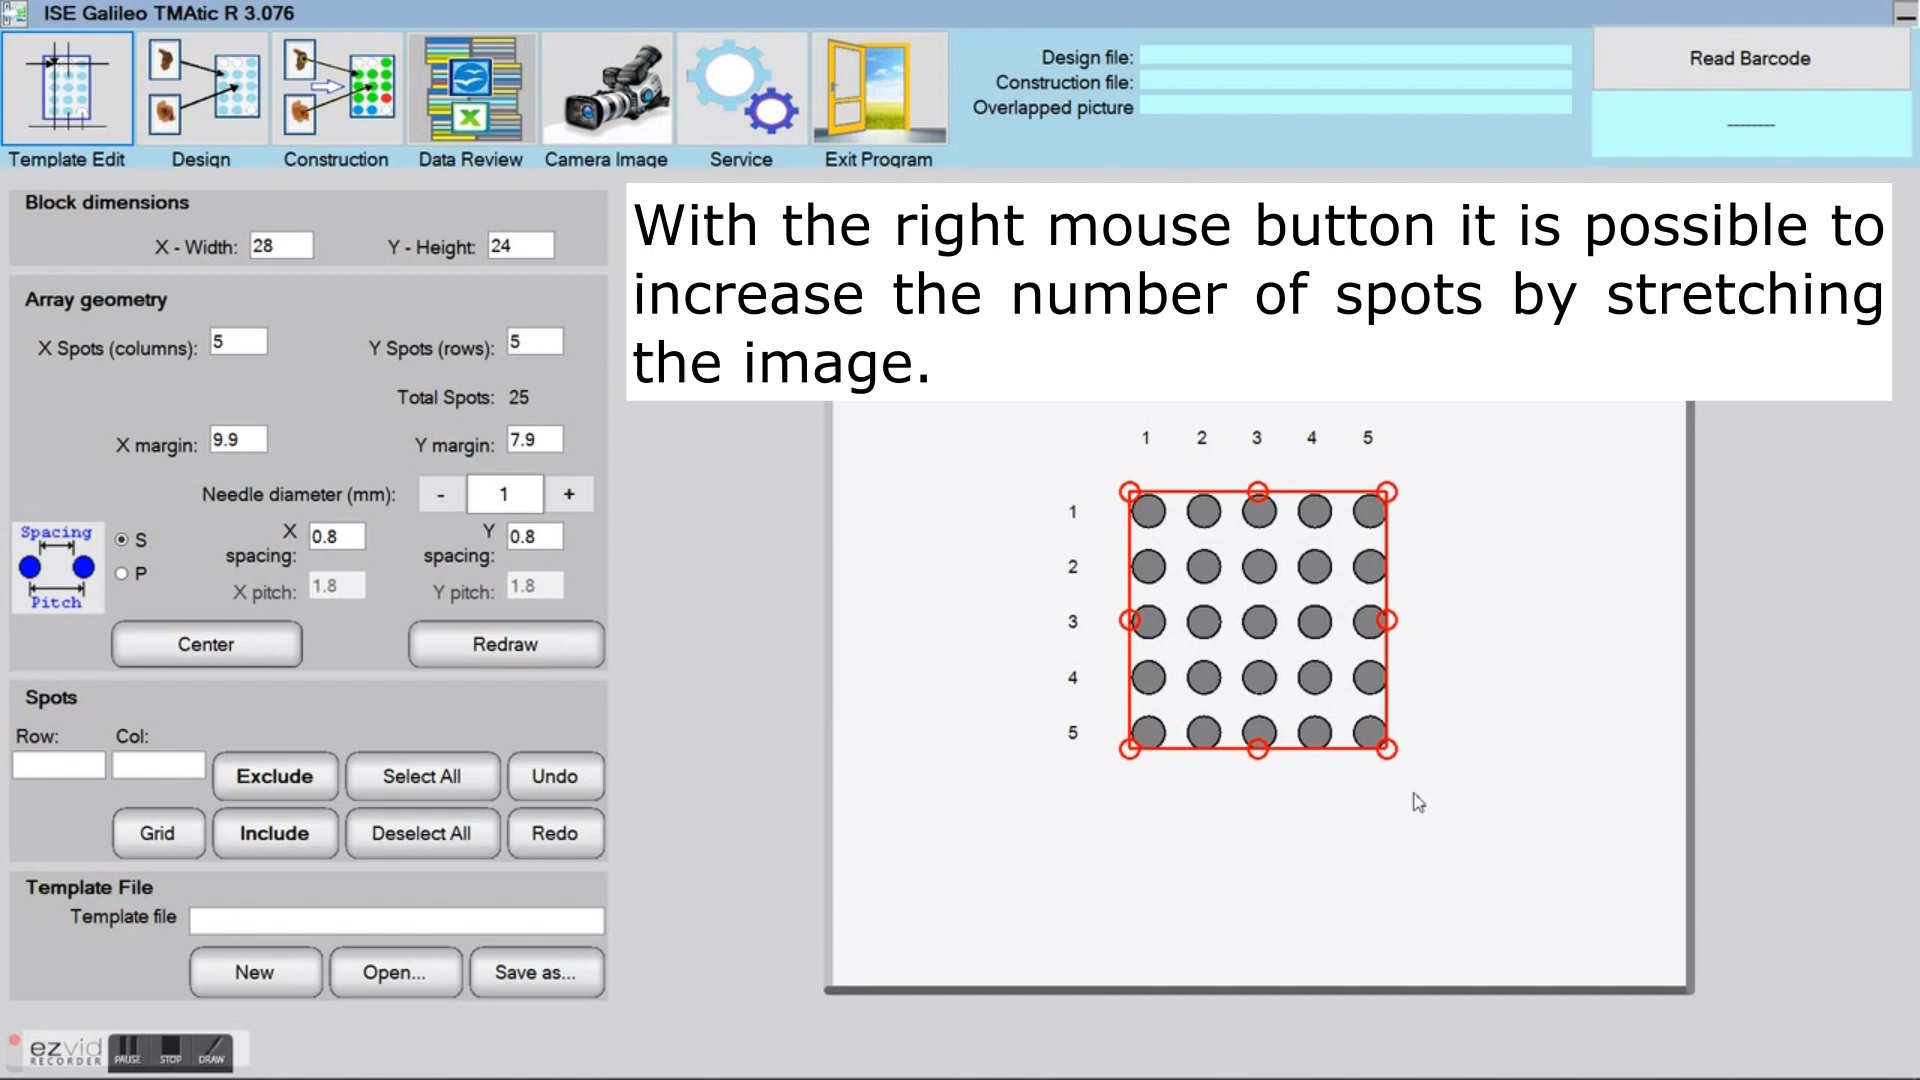 ISE Galileo TMAtic R 3.076
Template Edit
Design
Construction
Data Review
Camera Image
Service
Exit Program
Design file:
Construction file:
Overlapped picture
Read Barcode
Block dimensions
X - Width: 28 Y - Height: 24
Array geometry
X Spots (columns): 5 Y Spots (rows): 5
Total Spots: 25
X margin: 9.9 Y margin: 7.9
Needle diameter (mm): - 1 +
Spacing
Pitch
S
P
X spacing: 0.8 Y spacing: 0.8
X pitch: 1.8 Y pitch: 1.8
Center Redraw
Spots
Row: Col:
Exclude Select All Undo
Grid Include Deselect All Redo
Template File
Template file
New Open... Save as...
With the right mouse button it is possible to
increase the number of spots by stretching
the image.
1 2 3 4 5
1
2
3
4
5
ezvid
RECORDER
PAUSE STOP DRAW